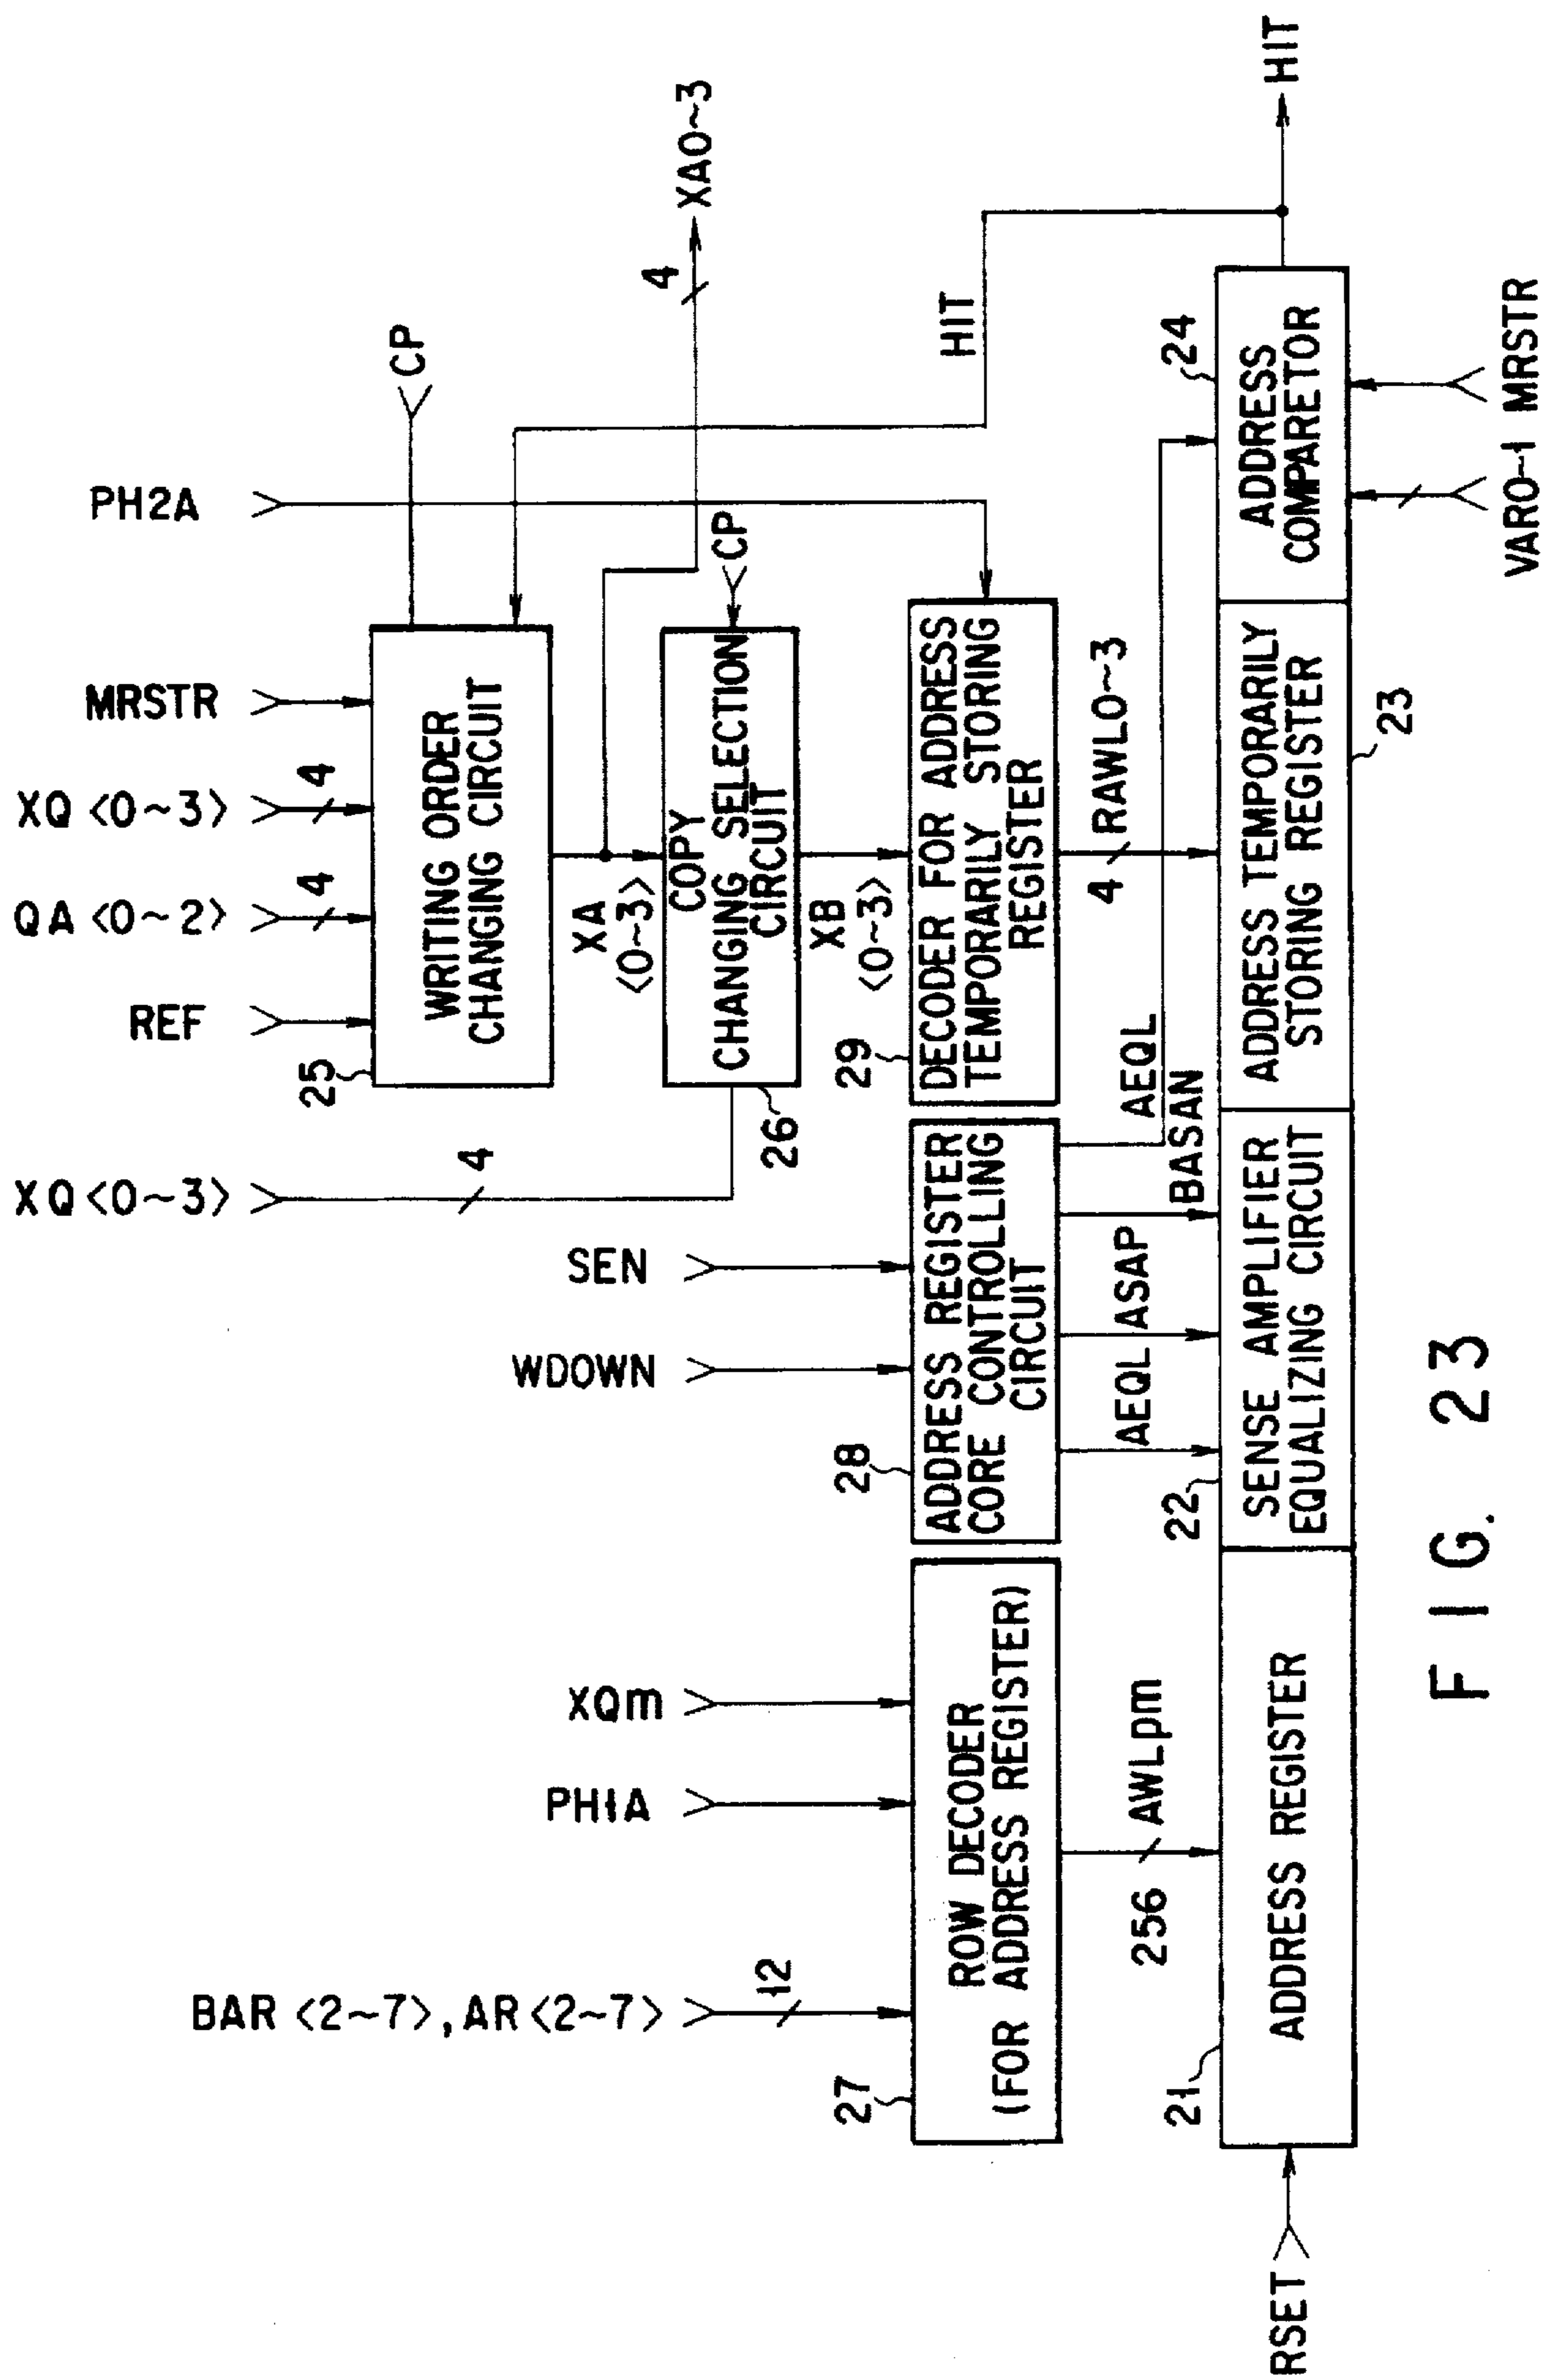 REF
QA <0~2>
XQ <0~3>
MRSTR
PH2A
4
4
CP
25
WRITING ORDER
CHANGING CIRCUIT
XQ <0~3>
4
XA
<0~3>
4
XA0~3
26
COPY
CHANGING SELECTION
CIRCUIT
CP
XB
<0~3>
HIT
BAR <2~7>, AR <2~7>
12
PH1A
XQm
WDOWN
SEN
27
ROW DECODER
(FOR ADDRESS REGISTER)
28
ADDRESS REGISTER
CORE CONTROLLING
CIRCUIT
29
DECODER FOR ADDRESS
TEMPORARILY STORING
REGISTER
256
AWLpm
AEQL
ASAP
BASAN
AEQL
4
RAWL0~3
21
22
24
RSET
ADDRESS REGISTER
SENSE AMPLIFIER
EQUALIZING CIRCUIT
ADDRESS TEMPORARILY
STORING REGISTER
ADDRESS
COMPARETOR
HIT
23
VAR0~1
MRSTR
FIG. 23